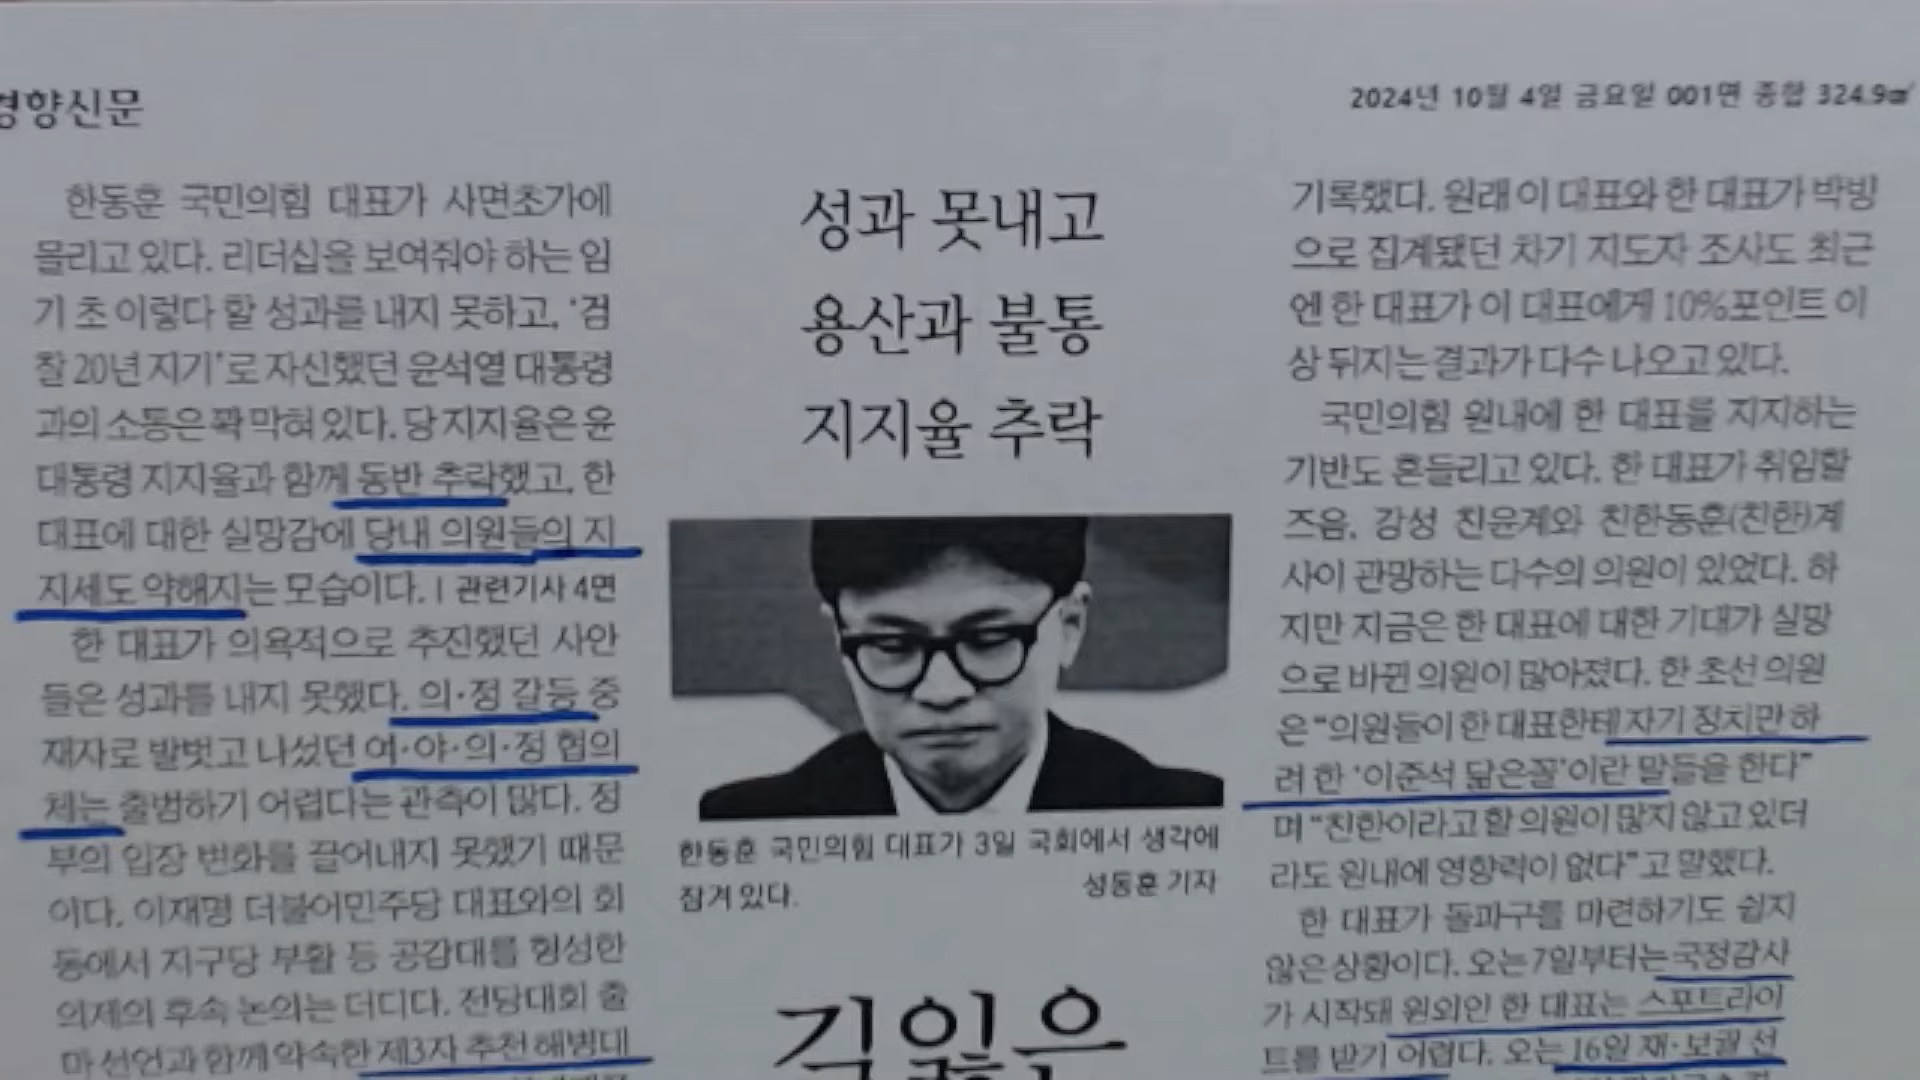 경향신문
2024년 10월 4일 금요일 001면 종합 324.9㎠
한동훈 국민의힘 대표가 사면초가에
몰리고 있다. 리더십을 보여줘야 하는 임
기 초 이렇다 할 성과를 내지 못하고, ‘검
찰 20년 지기’로 자신했던 윤석열 대통령
과의 소통은 꽉 막혀 있다. 당 지지율은 윤
대통령 지지율과 함께 동반 추락했고, 한
대표에 대한 실망감에 당내 의원들의 지
지세도 약해지는 모습이다. | 관련기사 4면
한 대표가 의욕적으로 추진했던 사안
들은 성과를 내지 못했다. 의·정 갈등 중
재자로 발벗고 나섰던 여·야·의·정 협의
체는 출범하기 어렵다는 관측이 많다. 정
부의 입장 변화를 끌어내지 못했기 때문
이다. 이재명 더불어민주당 대표와의 회
동에서 지구당 부활 등 공감대를 형성한
의제의 후속 논의는 더디다. 전당대회 출
마 선언과 함께 약속한 제3자 추천 해병대
성과 못내고
용산과 불통
지지율 추락
한동훈 국민의힘 대표가 3일 국회에서 생각에
잠겨 있다. 성동훈 기자
길 잃은
기록했다. 원래 이 대표와 한 대표가 박빙
으로 집계됐던 차기 지도자 조사도 최근
엔 한 대표가 이 대표에게 10%포인트 이
상 뒤지는 결과가 다수 나오고 있다.
국민의힘 원내에 한 대표를 지지하는
기반도 흔들리고 있다. 한 대표가 취임할
즈음, 강성 친윤계와 친한동훈(친한)계
사이 관망하는 다수의 의원이 있었다. 하
지만 지금은 한 대표에 대한 기대가 실망
으로 바뀐 의원이 많아졌다. 한 초선 의원
은 “의원들이 한 대표한테 자기 정치만 하
려 한 ‘이준석 닮은꼴’이란 말들을 한다”
며 “친한이라고 할 의원이 많지 않고 있더
라도 원내에 영향력이 없다”고 말했다.
한 대표가 돌파구를 마련하기도 쉽지
않은 상황이다. 오는 7일부터는 국정감사
가 시작돼 원외인 한 대표는 스포트라이
트를 받기 어렵다. 오는 16일 재·보궐 선